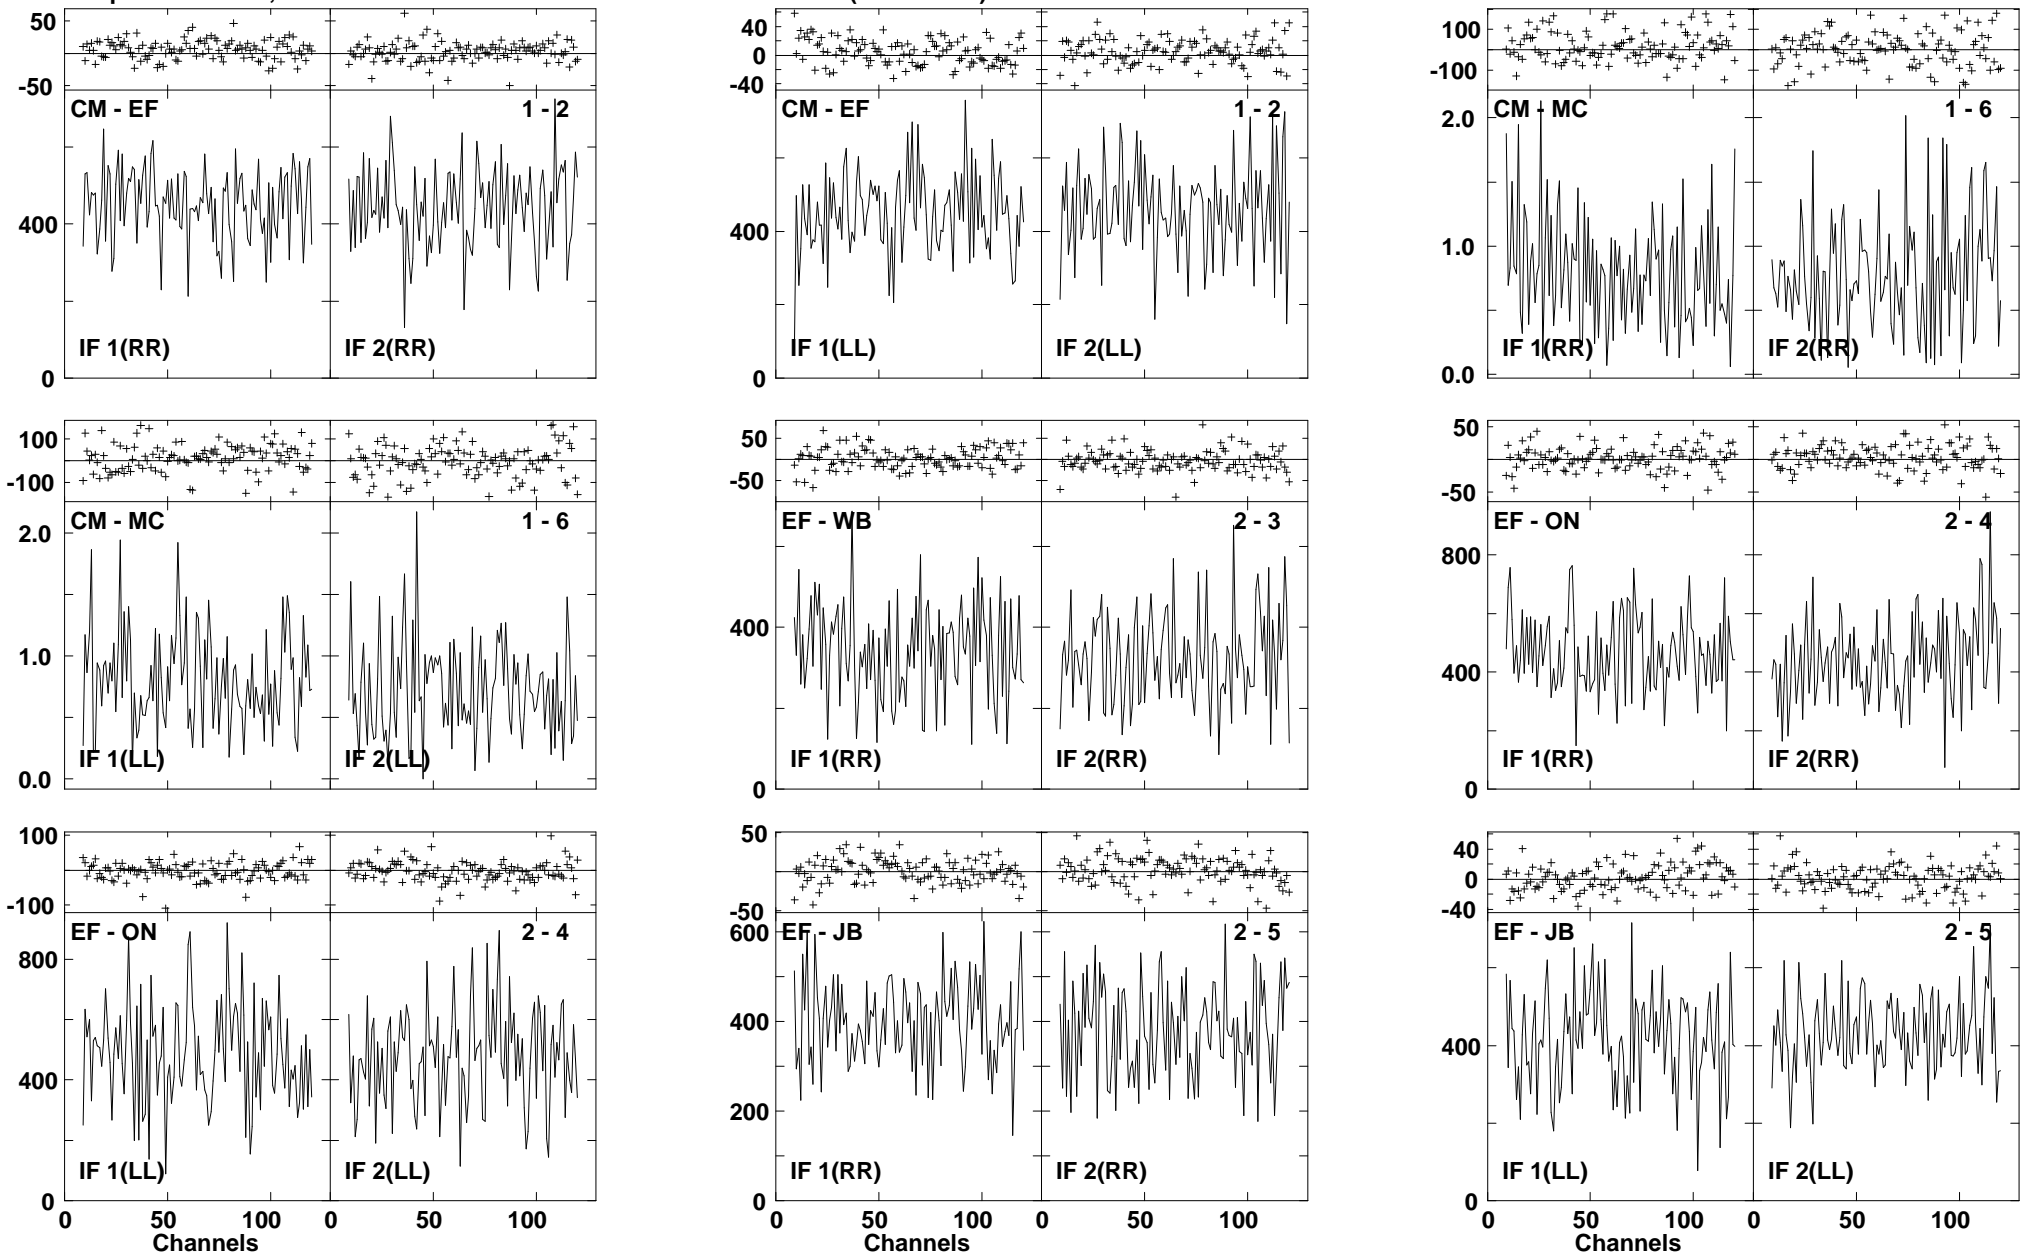 50
-50
CM - EF 1 - 2
400
IF 1(RR) IF 2(RR)
0
40
0
-40
CM - EF 1 - 2
400
IF 1(LL) IF 2(LL)
0
100
-100
CM - MC 1 - 6
2.0
1.0
IF 1(RR) IF 2(RR)
0.0
100
-100
CM - MC 1 - 6
2.0
1.0
IF 1(LL) IF 2(LL)
0.0
50
-50
EF - WB 2 - 3
400
IF 1(RR) IF 2(RR)
0
50
-50
EF - ON 2 - 4
800
400
IF 1(RR) IF 2(RR)
0
100
-100
EF - ON 2 - 4
800
400
IF 1(LL) IF 2(LL)
0
0 50 100 0 50 100
Channels
50
-50
600
EF - JB 2 - 5
400
200
IF 1(RR) IF 2(RR)
0
0 50 100 0 50 100
Channels
40
0
-40
EF - JB 2 - 5
400
IF 1(LL) IF 2(LL)
0
0 50 100 0 50 100
Channels